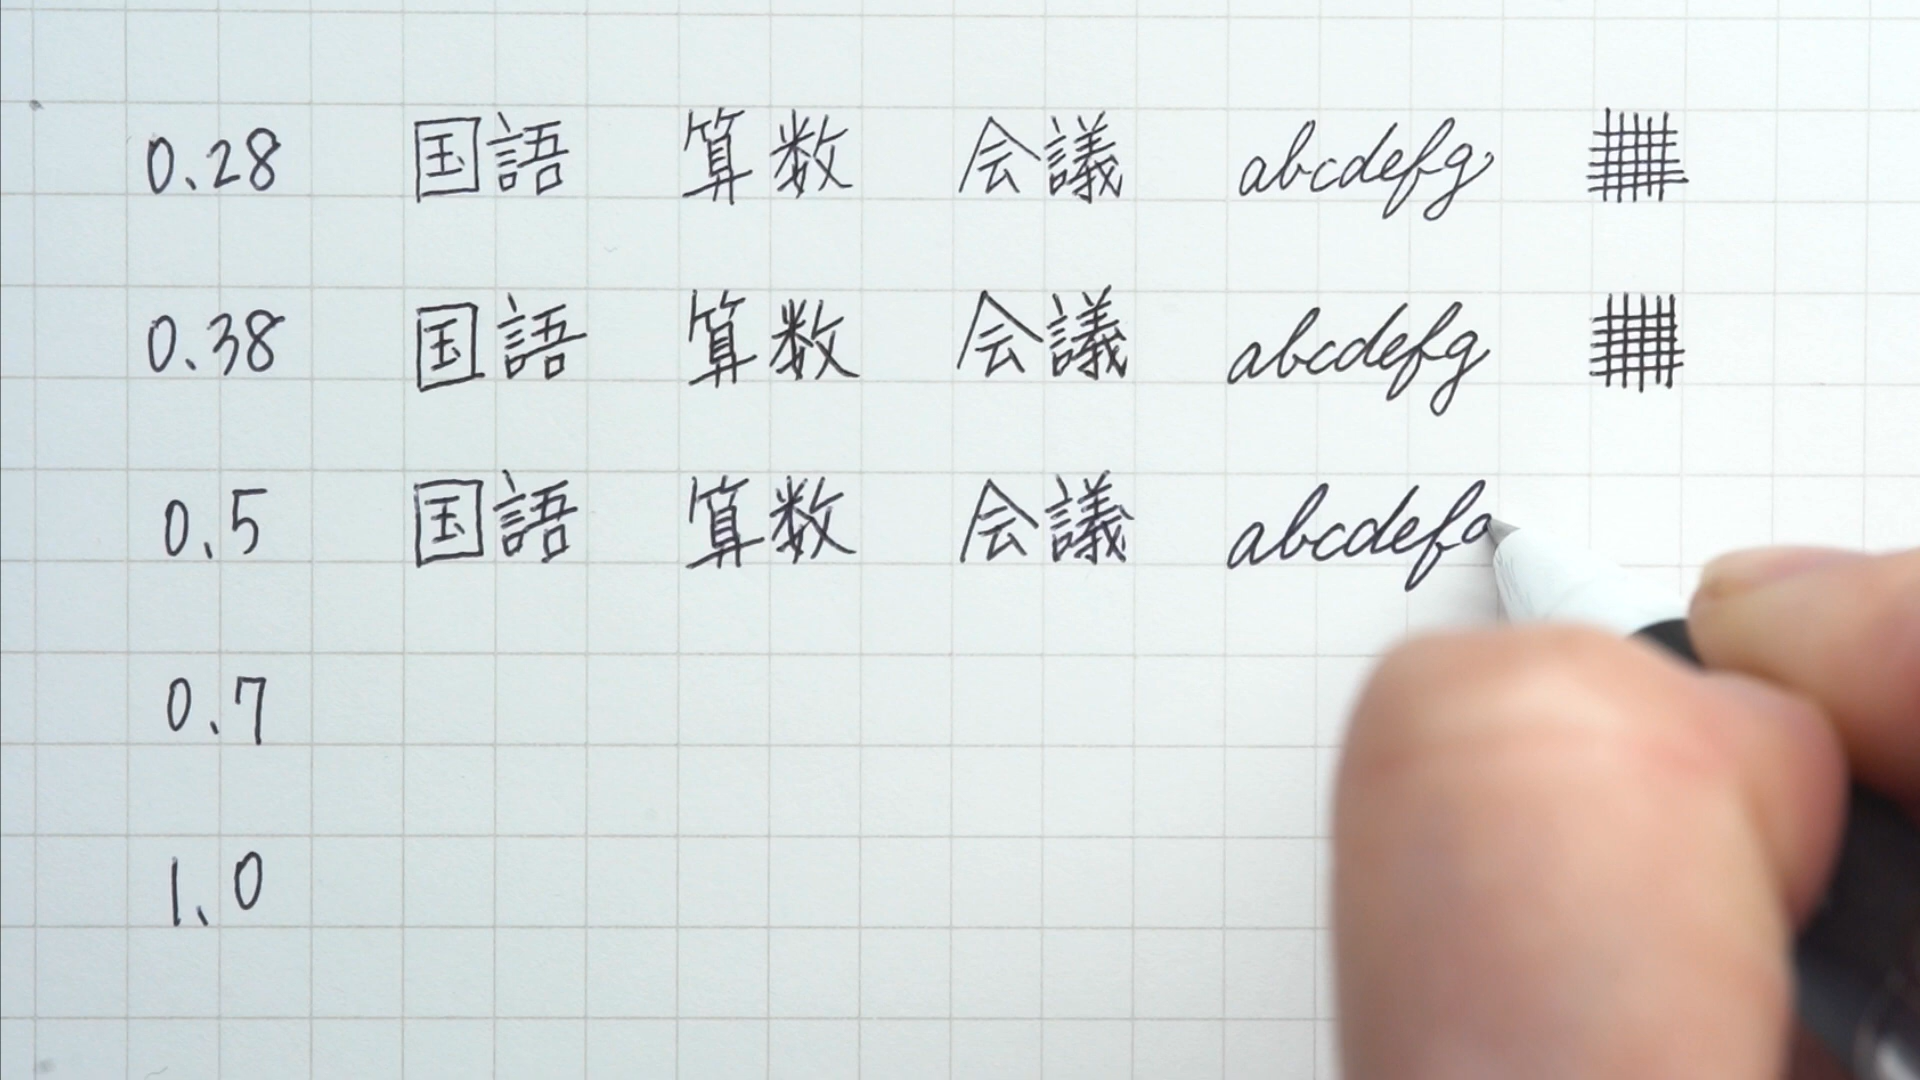 0.28 国語 算数 会議 abcdefg
0.38 国語 算数 会議 abcdefg
0.5 国語 算数 会議 abcdef
0.7
1.0